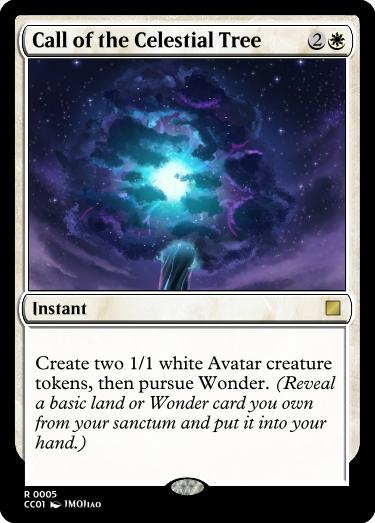 Call of the Celestial Tree 2
Instant
Create two 1/1 white Avatar creature
tokens, then pursue Wonder. (Reveal
a basic land or Wonder card you own
from your sanctum and put it into your
hand.)
R 0005
CC01 JMOJIAO